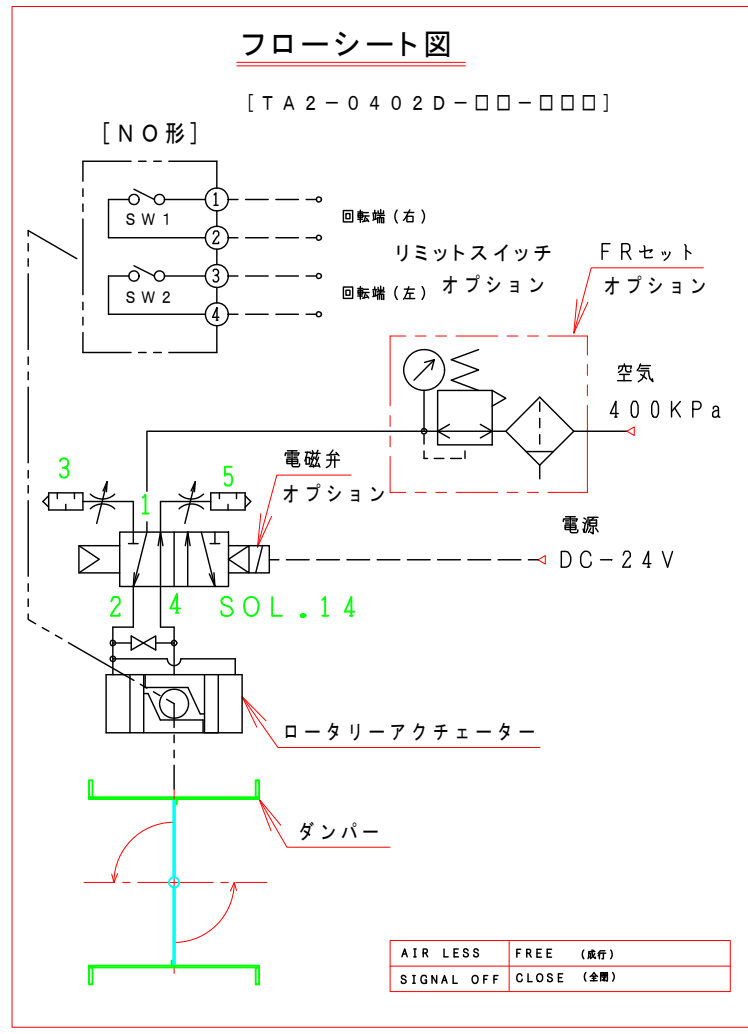 フローシート図
[TA2-0402D-□□-□□□]
[NO形]
1
SW1
2
回転端(右)
3
SW2
4
回転端(左)
リミットスイッチ
オプション
FRセット
オプション
空気
400KPa
3
1
5
電磁弁
オプション
電源
DC-24V
2
4
SOL.14
ロータリーアクチェーター
ダンパー
AIR LESS FREE (成行)
SIGNAL OFF CLOSE (全閉)